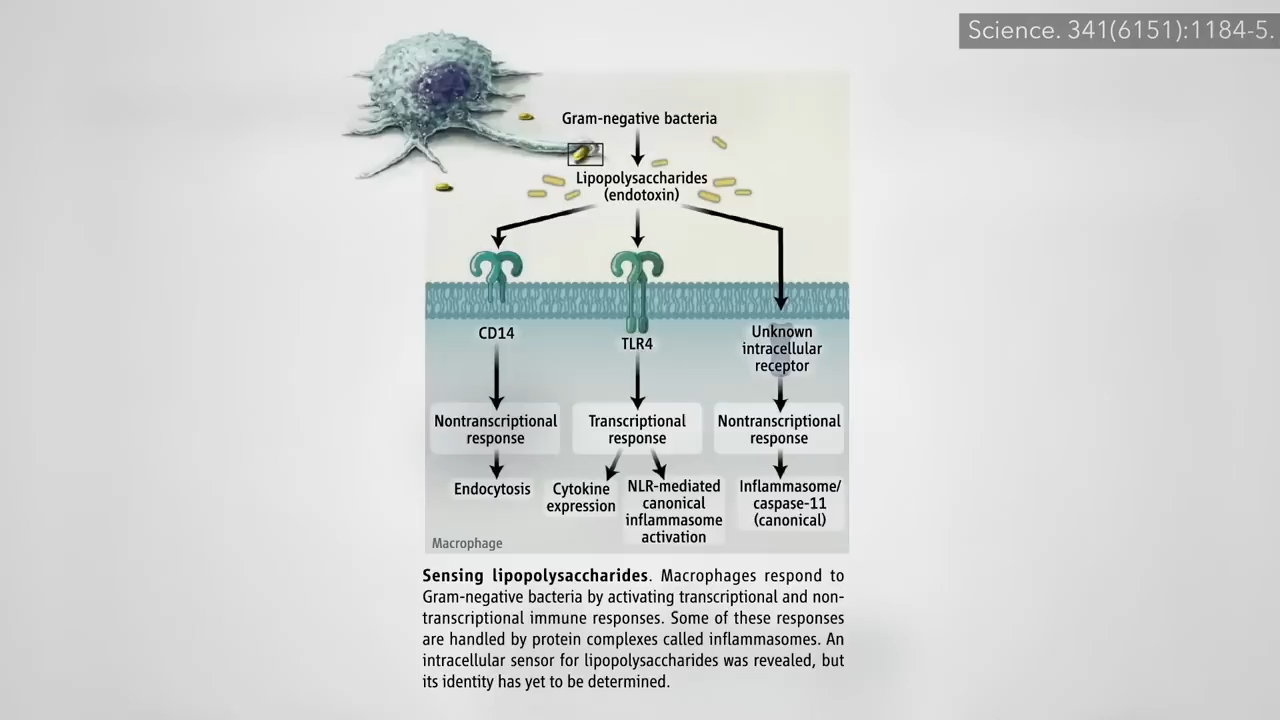 Science. 341(6151):1184-5.
Gram-negative bacteria
Lipopolysaccharides
(endotoxin)
CD14
TLR4
Unknown
intracellular
receptor
Nontranscriptional
response
Transcriptional
response
Nontranscriptional
response
Endocytosis
Cytokine
expression
NLR-mediated
canonical
inflammasome
activation
Inflammasome/
caspase-11
(canonical)
Macrophage
Sensing lipopolysaccharides. Macrophages respond to
Gram-negative bacteria by activating transcriptional and non-
transcriptional immune responses. Some of these responses
are handled by protein complexes called inflammasomes. An
intracellular sensor for lipopolysaccharides was revealed, but
its identity has yet to be determined.